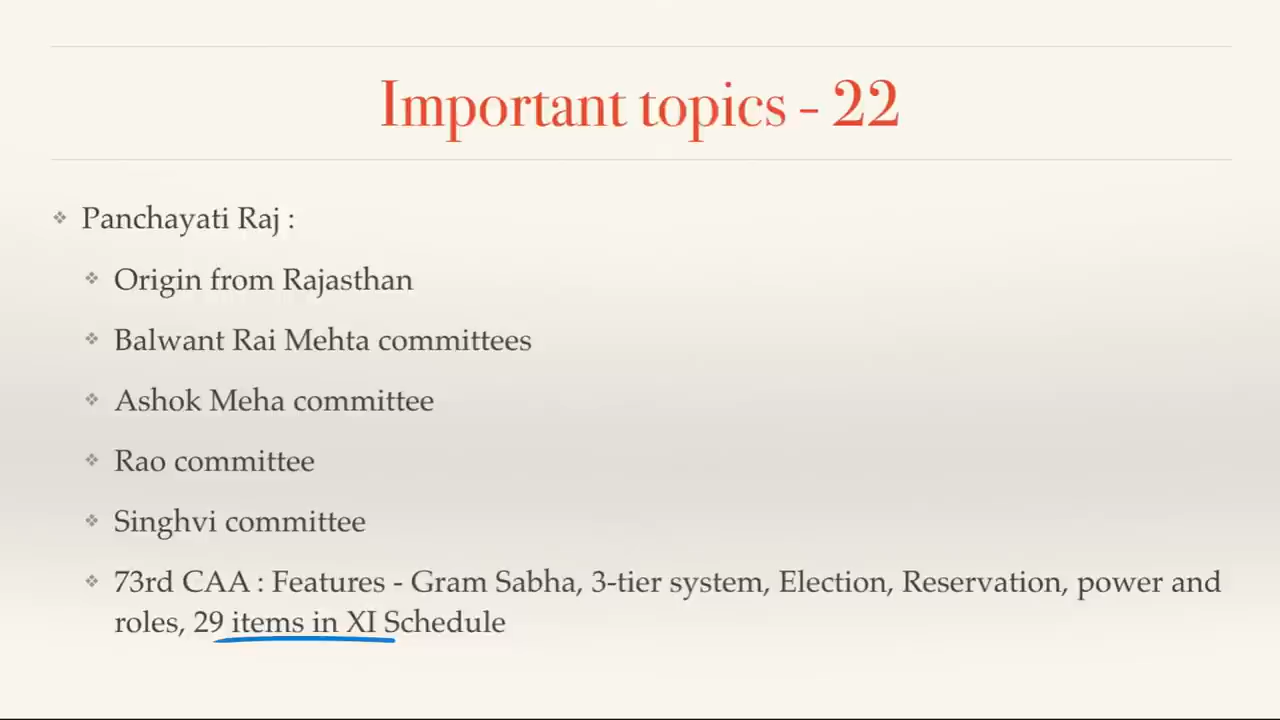 Important topics - 22
Panchayati Raj :
Origin from Rajasthan
Balwant Rai Mehta committees
Ashok Meha committee
Rao committee
Singhvi committee
73rd CAA : Features - Gram Sabha, 3-tier system, Election, Reservation, power and
roles, 29 items in XI Schedule